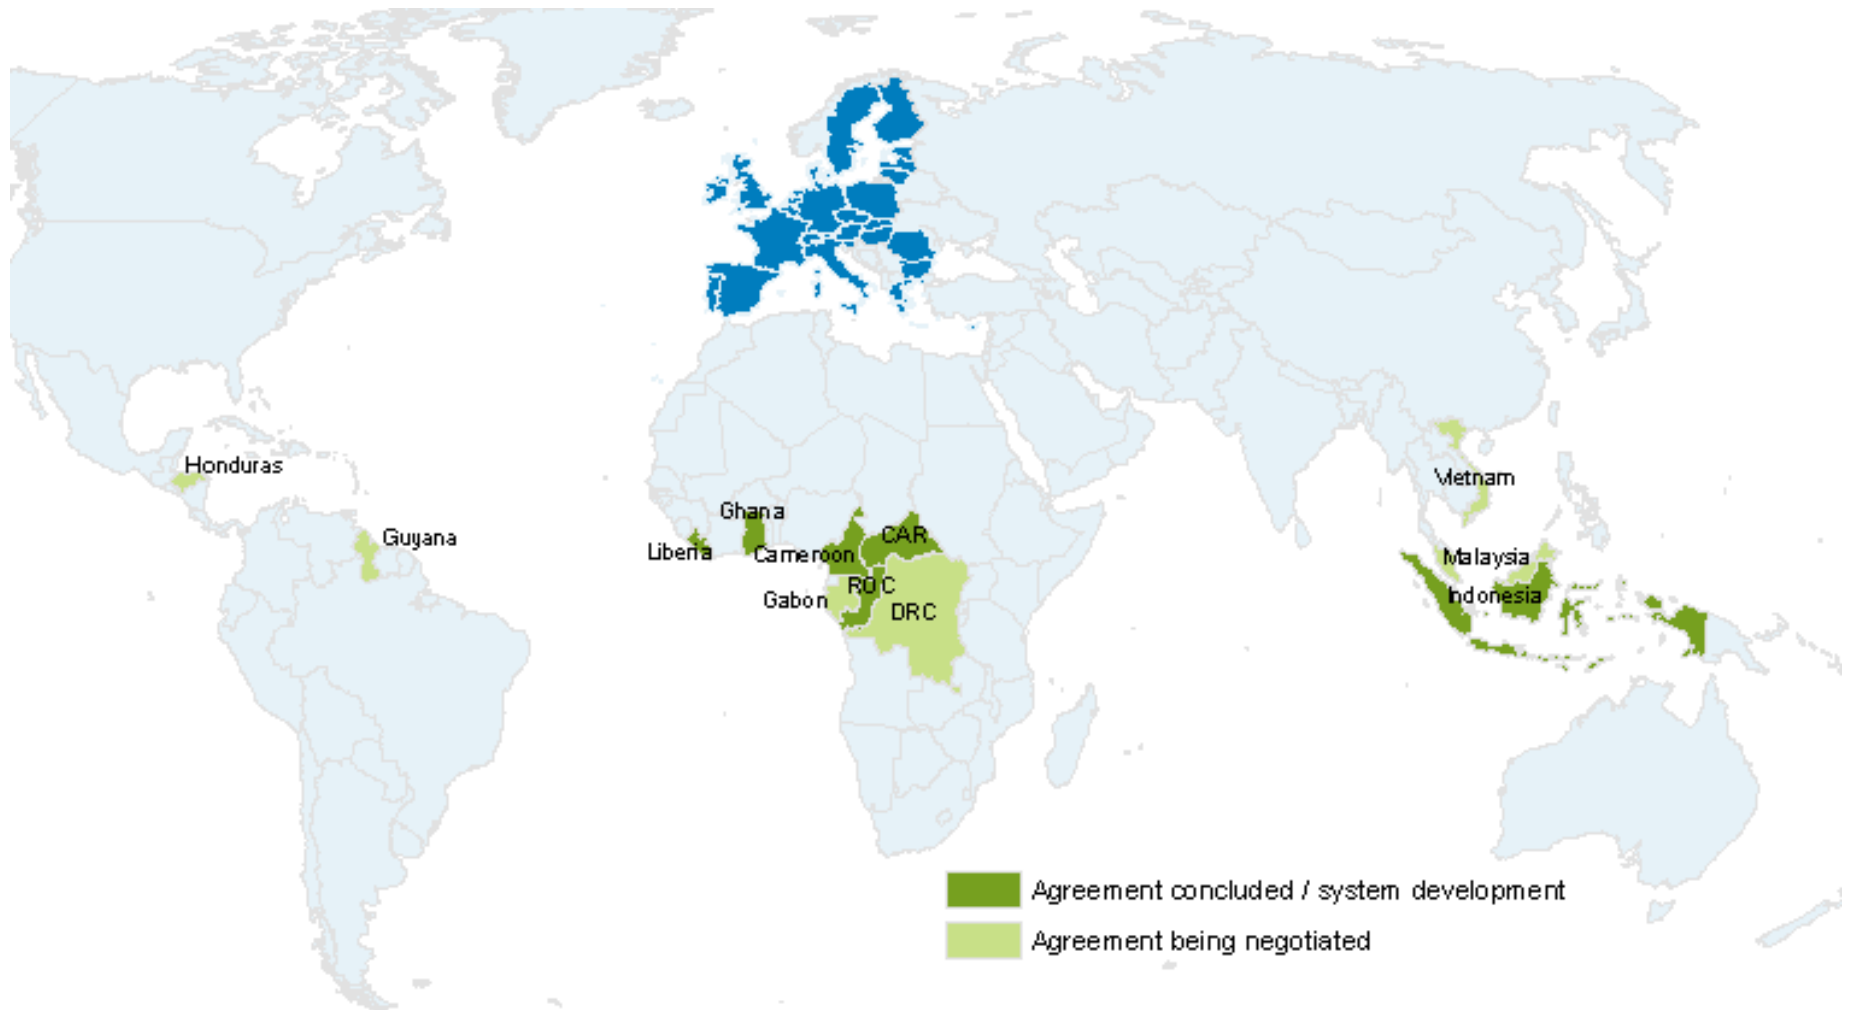 Honduras
Guyana
Ghana
Liberia
Cameroon
CAR
ROC
Gabon
DRC
Vietnam
Malaysia
Indonesia
Agreement concluded / system development
Agreement being negotiated